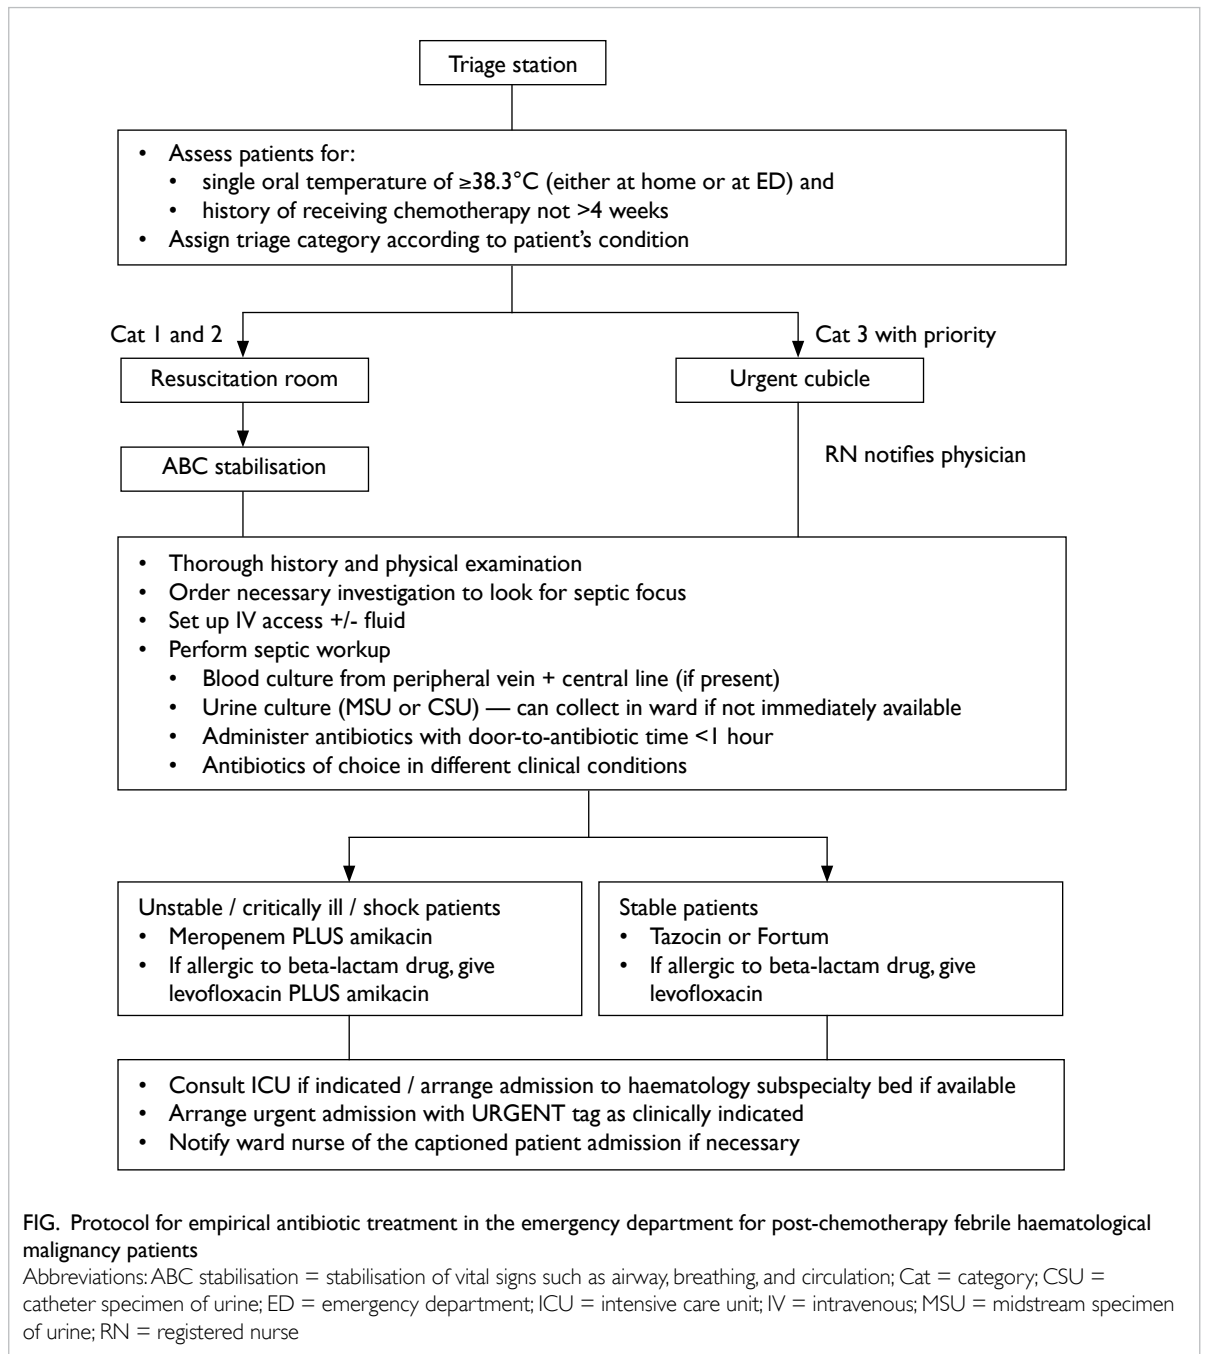 Triage station
• Assess patients for:
• single oral temperature of ≥38.3°C (either at home or at ED) and
• history of receiving chemotherapy not >4 weeks
• Assign triage category according to patient’s condition
Cat 1 and 2
Cat 3 with priority
Resuscitation room
Urgent cubicle
ABC stabilisation
RN notifies physician
• Thorough history and physical examination
• Order necessary investigation to look for septic focus
• Set up IV access +/- fluid
• Perform septic workup
• Blood culture from peripheral vein + central line (if present)
• Urine culture (MSU or CSU) — can collect in ward if not immediately available
• Administer antibiotics with door-to-antibiotic time <1 hour
• Antibiotics of choice in different clinical conditions
Unstable / critically ill / shock patients
• Meropenem PLUS amikacin
• If allergic to beta-lactam drug, give
levofloxacin PLUS amikacin
Stable patients
• Tazocin or Fortum
• If allergic to beta-lactam drug, give
levofloxacin
• Consult ICU if indicated / arrange admission to haematology subspecialty bed if available
• Arrange urgent admission with URGENT tag as clinically indicated
• Notify ward nurse of the captioned patient admission if necessary
FIG. Protocol for empirical antibiotic treatment in the emergency department for post-chemotherapy febrile haematological
malignancy patients
Abbreviations: ABC stabilisation = stabilisation of vital signs such as airway, breathing, and circulation; Cat = category; CSU =
catheter specimen of urine; ED = emergency department; ICU = intensive care unit; IV = intravenous; MSU = midstream specimen
of urine; RN = registered nurse